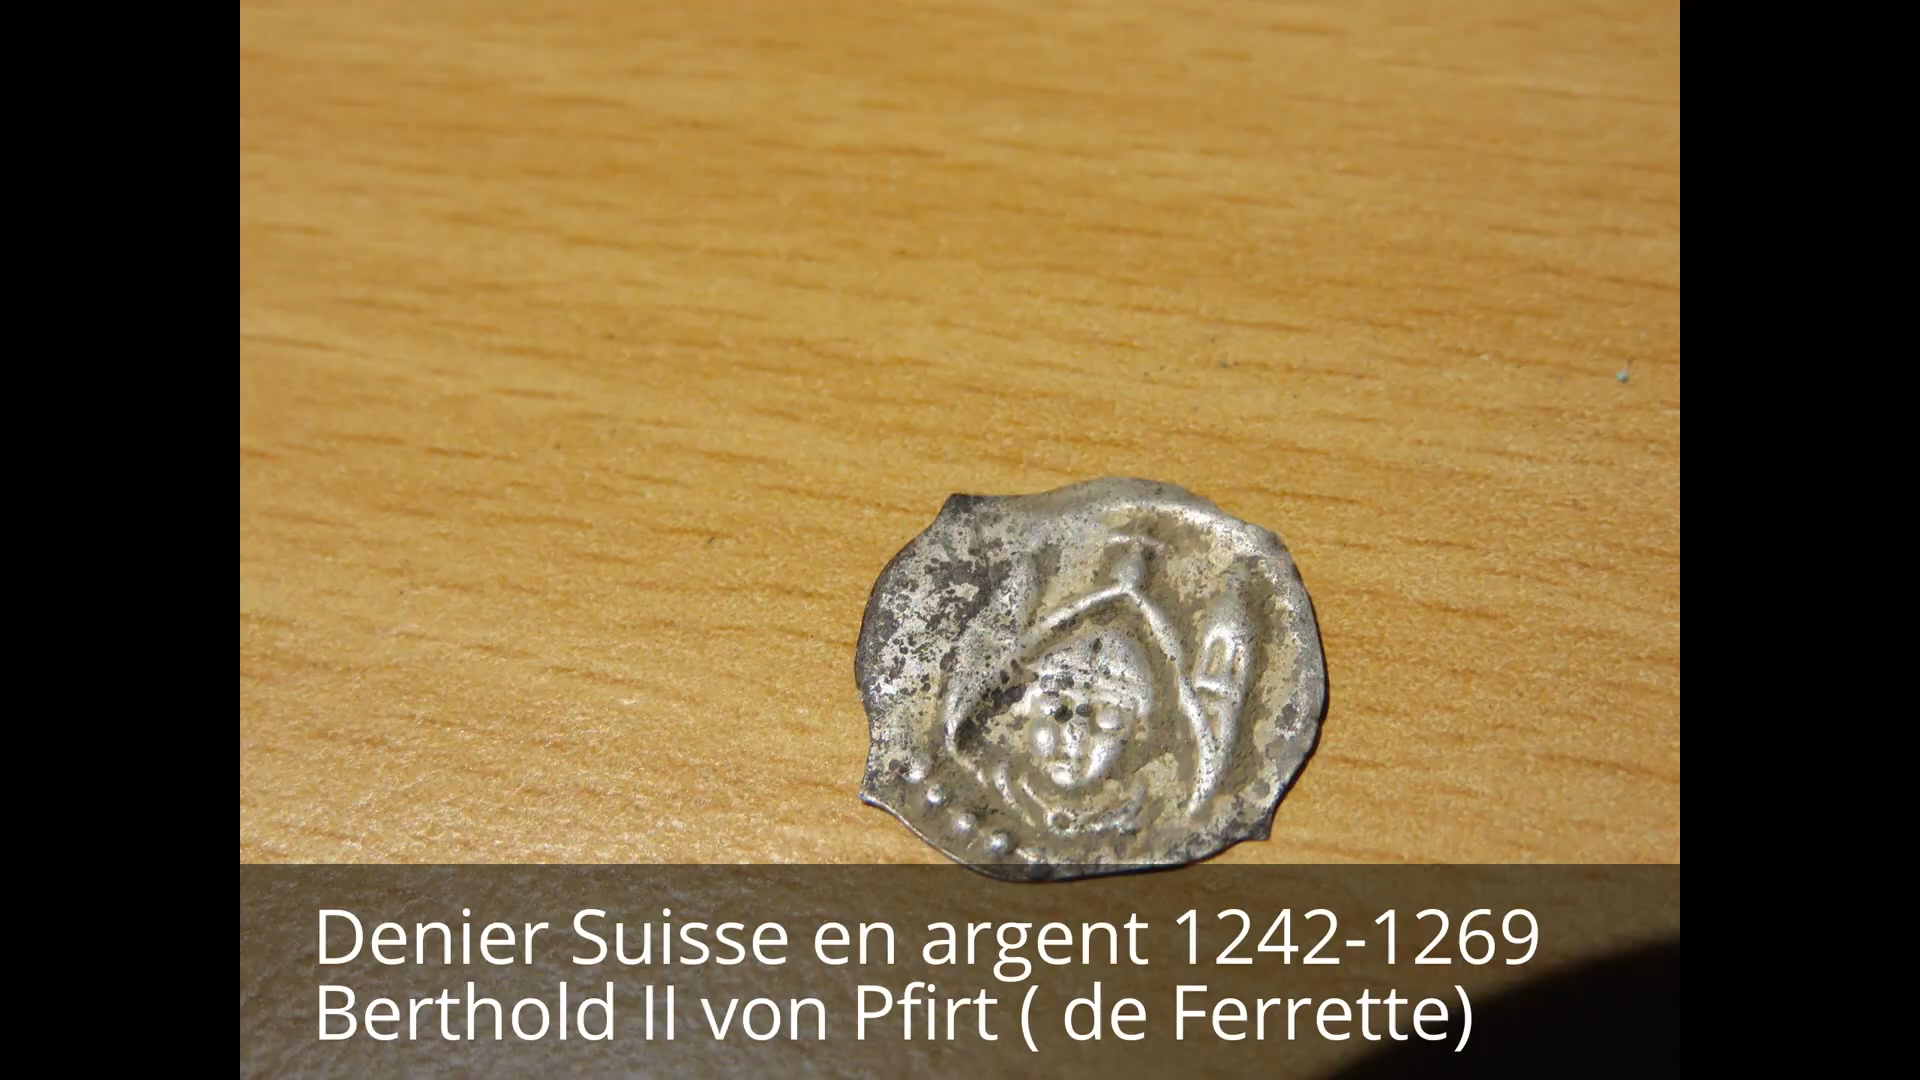 Denier Suisse en argent 1242-1269
Berthold II von Pfirt ( de Ferrette)